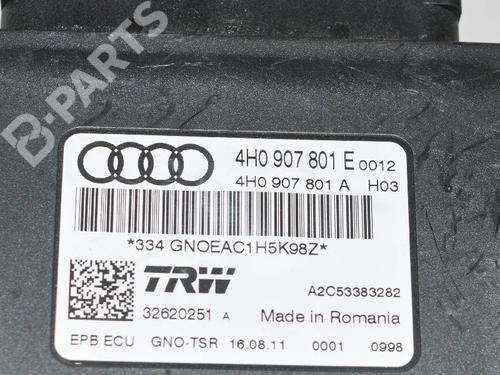 B-PARTS
4H0 907 801 E 0012
4H0 907 801 A H03
*334 GNOEAC1H5K98Z*
TRW A2C53383282
32620251 A Made in Romania
EPB ECU GNO-TSR 16.08.11 0001 0998